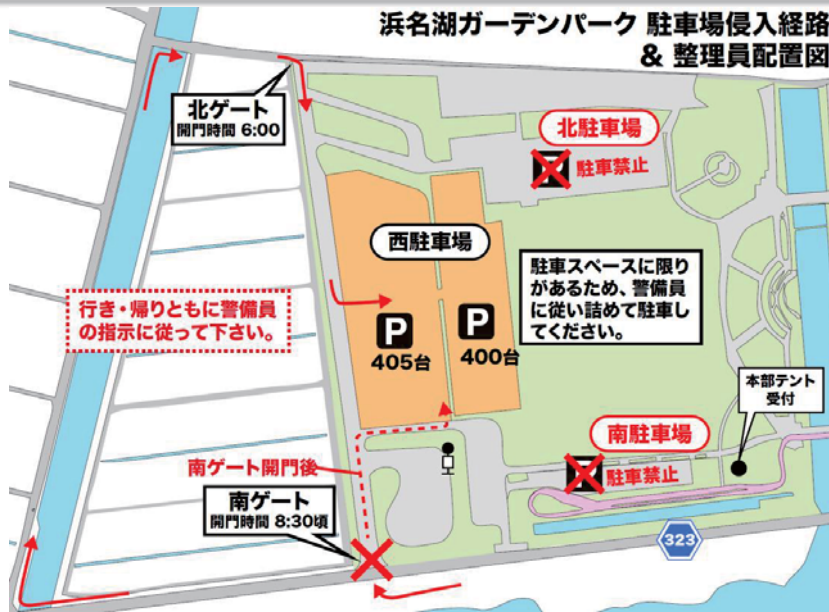 浜名湖ガーデンパーク 駐車場侵入経路
& 整理員配置図
北ゲート
開門時間 6:00
北駐車場
P
駐車禁止
西駐車場
駐車スペースに限り
があるため、警備員
に従い詰めて駐車し
てください。
行き・帰りともに警備員
の指示に従って下さい。
P
405台
P
400台
本部テント
受付
南駐車場
P
駐車禁止
南ゲート開門後
南ゲート
開門時間 8:30頃
323